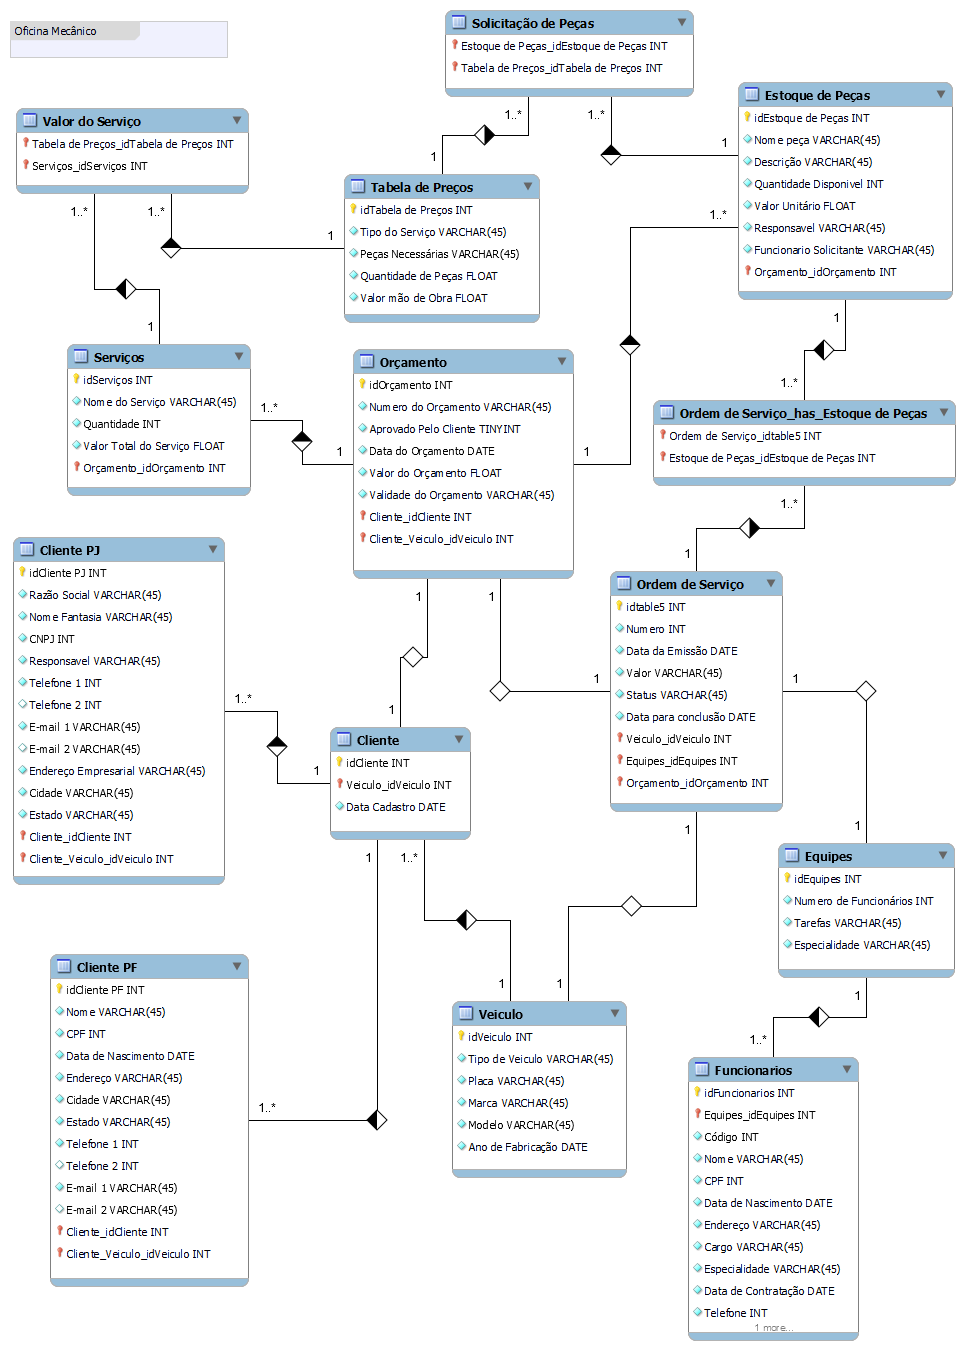 Oficina Mecânico
Solicitação de Peças
Estoque de Peças_idEstoque de Peças INT
Tabela de Preços_idTabela de Preços INT
1..*
1..*
Valor do Serviço
Tabela de Preços_idTabela de Preços INT
Serviços_idServiços INT
1..*
1..*
1
1
1
1
Tabela de Preços
idTabela de Preços INT
Tipo do Serviço VARCHAR(45)
Peças Necessárias VARCHAR(45)
Quantidade de Peças FLOAT
Valor mão de Obra FLOAT
Estoque de Peças
idEstoque de Peças INT
Nome peça VARCHAR(45)
Descrição VARCHAR(45)
Quantidade Disponivel INT
Valor Unitário FLOAT
Responsavel VARCHAR(45)
Funcionario Solicitante VARCHAR(45)
Orçamento_idOrçamento INT
1..*
1
1..*
Serviços
idServiços INT
Nome do Serviço VARCHAR(45)
Quantidade INT
Valor Total do Serviço FLOAT
Orçamento_idOrçamento INT
1..*
1
Orçamento
idOrçamento INT
Numero do Orçamento VARCHAR(45)
Aprovado Pelo Cliente TINYINT
Data do Orçamento DATE
Valor do Orçamento FLOAT
Validade do Orçamento VARCHAR(45)
Cliente_idCliente INT
Cliente_Veiculo_idVeiculo INT
1
1
1
Ordem de Serviço_has_Estoque de Peças
Ordem de Serviço_idtable5 INT
Estoque de Peças_idEstoque de Peças INT
1..*
1
Cliente PJ
idCliente PJ INT
Razão Social VARCHAR(45)
Nome Fantasia VARCHAR(45)
CNPJ INT
Responsavel VARCHAR(45)
Telefone 1 INT
Telefone 2 INT
E-mail 1 VARCHAR(45)
E-mail 2 VARCHAR(45)
Endereço Empresarial VARCHAR(45)
Cidade VARCHAR(45)
Estado VARCHAR(45)
Cliente_idCliente INT
Cliente_Veiculo_idVeiculo INT
1..*
1
1
Cliente
idCliente INT
Veiculo_idVeiculo INT
Data Cadastro DATE
1
1..*
Ordem de Serviço
idtable5 INT
Numero INT
Data da Emissão DATE
Valor VARCHAR(45)
Status VARCHAR(45)
Data para conclusão DATE
Veiculo_idVeiculo INT
Equipes_idEquipes INT
Orçamento_idOrçamento INT
1
1
1
1
Equipes
idEquipes INT
Numero de Funcionários INT
Tarefas VARCHAR(45)
Especialidade VARCHAR(45)
1
1..*
Cliente PF
idCliente PF INT
Nome VARCHAR(45)
CPF INT
Data de Nascimento DATE
Endereço VARCHAR(45)
Cidade VARCHAR(45)
Estado VARCHAR(45)
Telefone 1 INT
Telefone 2 INT
E-mail 1 VARCHAR(45)
E-mail 2 VARCHAR(45)
Cliente_idCliente INT
Cliente_Veiculo_idVeiculo INT
1..*
1
1
Veiculo
idVeiculo INT
Tipo de Veiculo VARCHAR(45)
Placa VARCHAR(45)
Marca VARCHAR(45)
Modelo VARCHAR(45)
Ano de Fabricação DATE
Funcionarios
idFuncionarios INT
Equipes_idEquipes INT
Código INT
Nome VARCHAR(45)
CPF INT
Data de Nascimento DATE
Endereço VARCHAR(45)
Cargo VARCHAR(45)
Especialidade VARCHAR(45)
Data de Contratação DATE
Telefone INT
1 more...